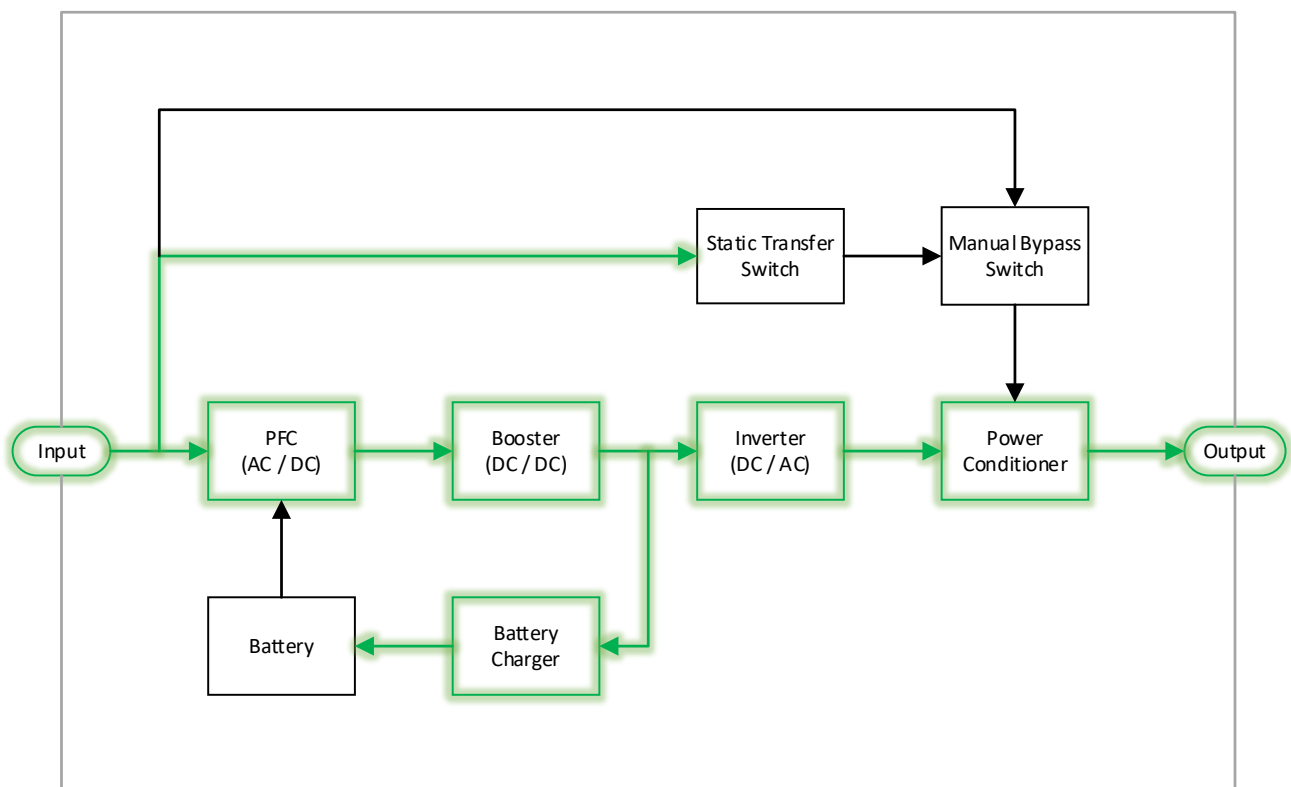 Static Transfer
Switch
Manual Bypass
Switch
Input
PFC
(AC / DC)
Booster
(DC / DC)
Inverter
(DC / AC)
Power
Conditioner
Output
Battery
Battery
Charger